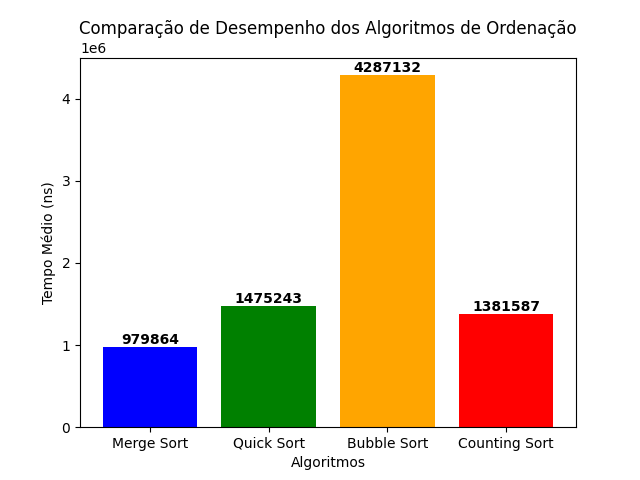 Comparação de Desempenho dos Algoritmos de Ordenação
1e6
4287132
4
3
Tempo Médio (ns)
2
1475243
1381587
979864
1
0
Merge Sort Quick Sort Bubble Sort Counting Sort
Algoritmos